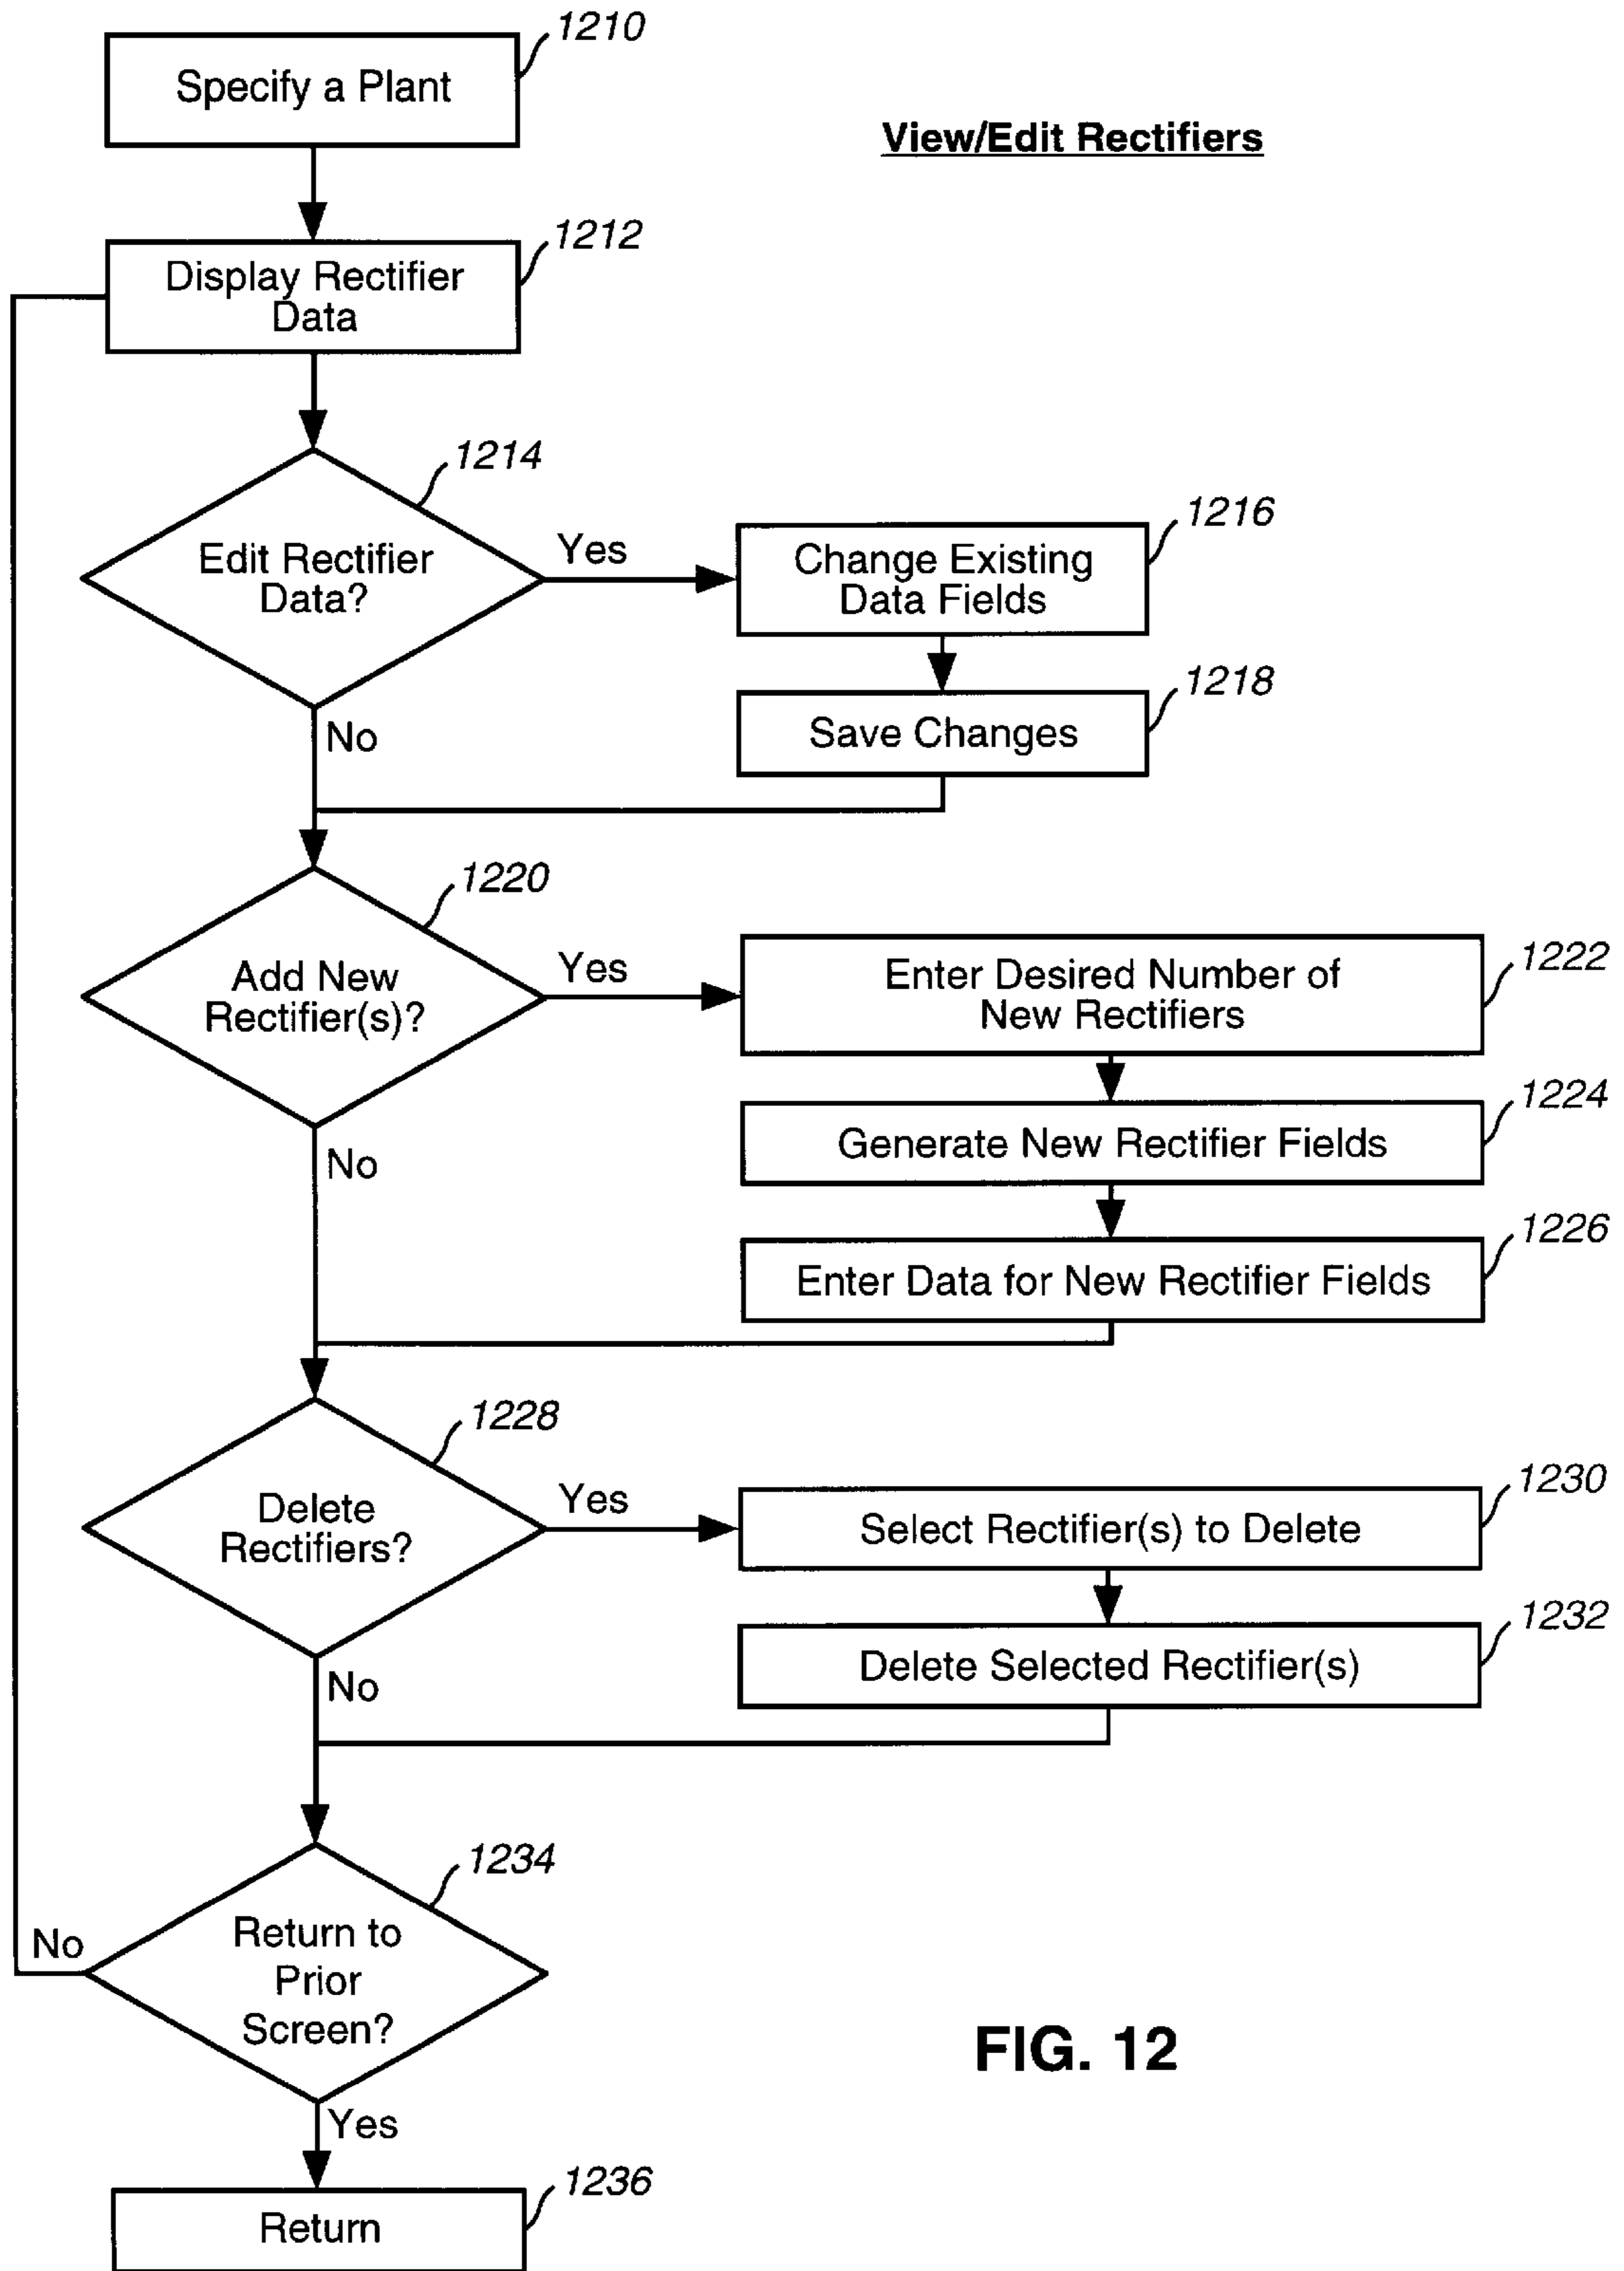 1210
Specify a Plant
View/Edit Rectifiers
1212
Display Rectifier
Data
1214
Edit Rectifier
Data?
Yes
1216
Change Existing
Data Fields
1218
Save Changes
No
1220
Add New
Rectifier(s)?
Yes
1222
Enter Desired Number of
New Rectifiers
1224
Generate New Rectifier Fields
No
1226
Enter Data for New Rectifier Fields
1228
Delete
Rectifiers?
Yes
1230
Select Rectifier(s) to Delete
1232
Delete Selected Rectifier(s)
No
1234
Return to
Prior
Screen?
No
Yes
FIG. 12
1236
Return